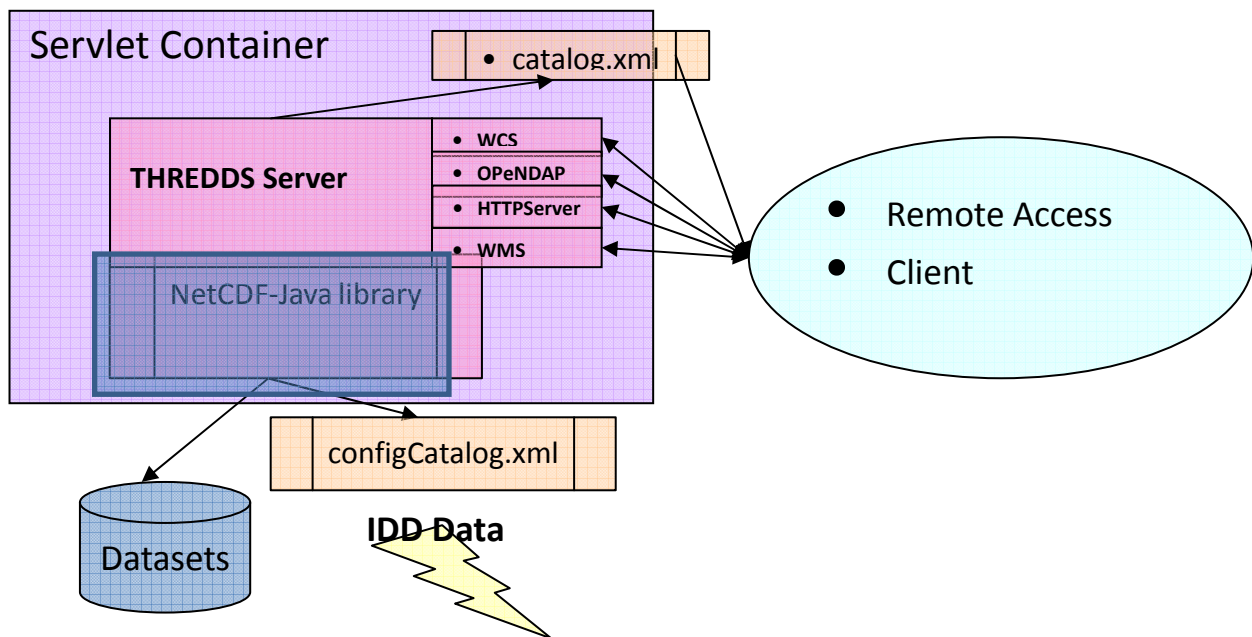 Servlet Container
• catalog.xml
THREDDS Server
• WCS
• OPeNDAP
• HTTPServer
• WMS
NetCDF-Java library
• Remote Access
• Client
configCatalog.xml
IDD Data
Datasets